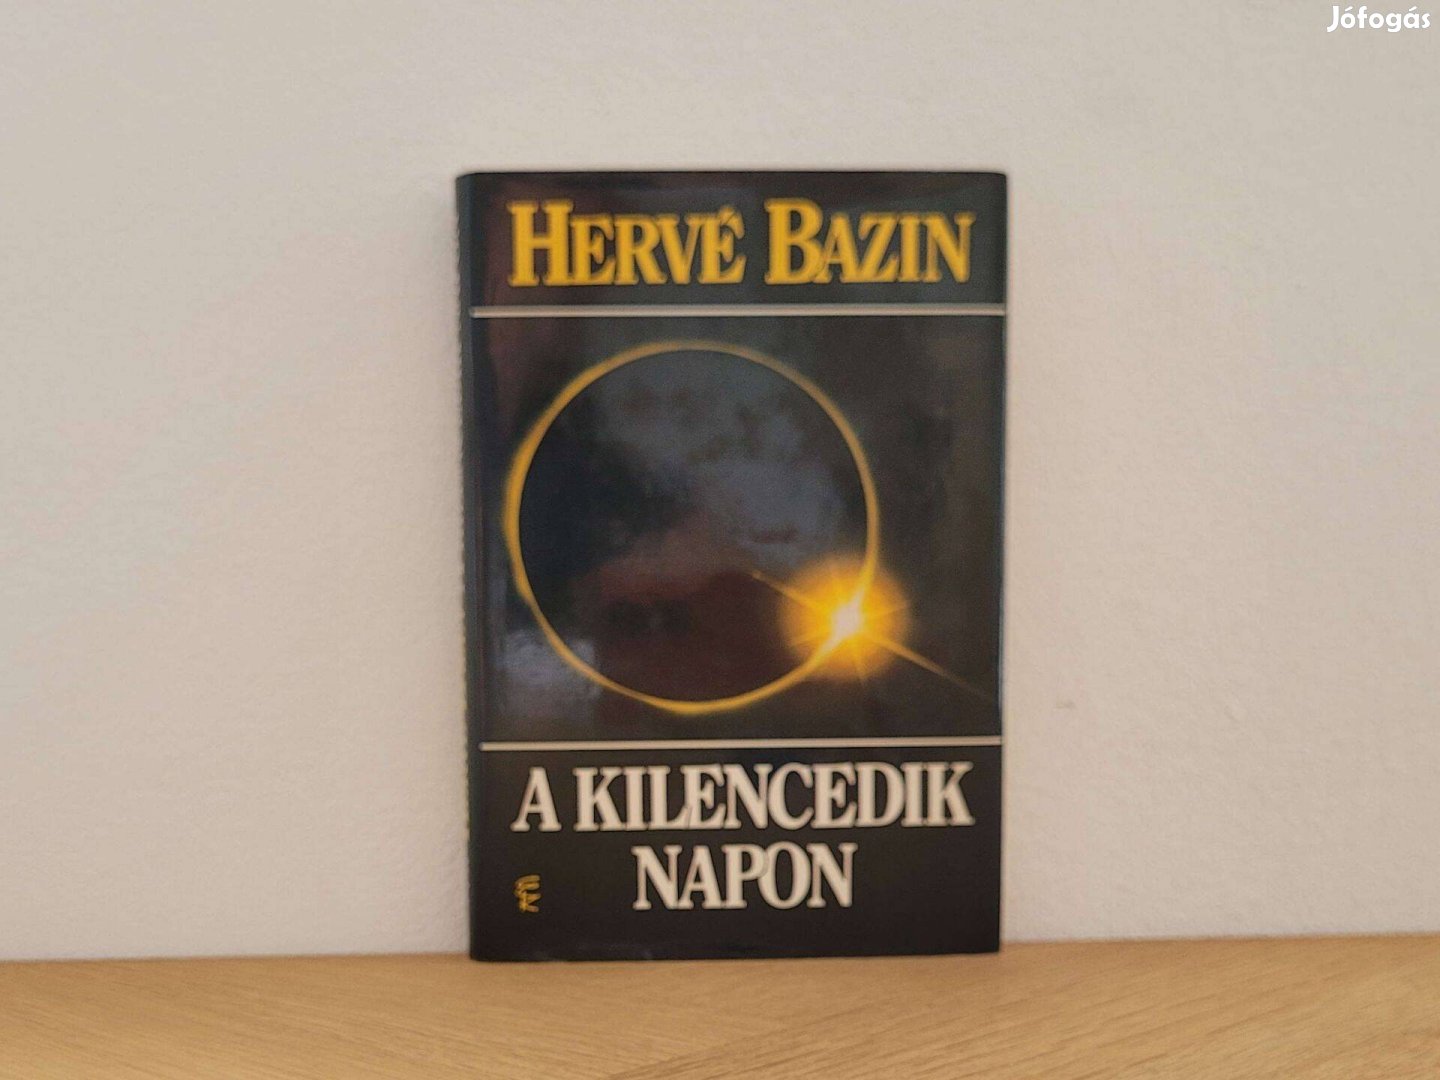 Jófogás
HERVÉ BAZIN
A KILENCEDIK
NAPON